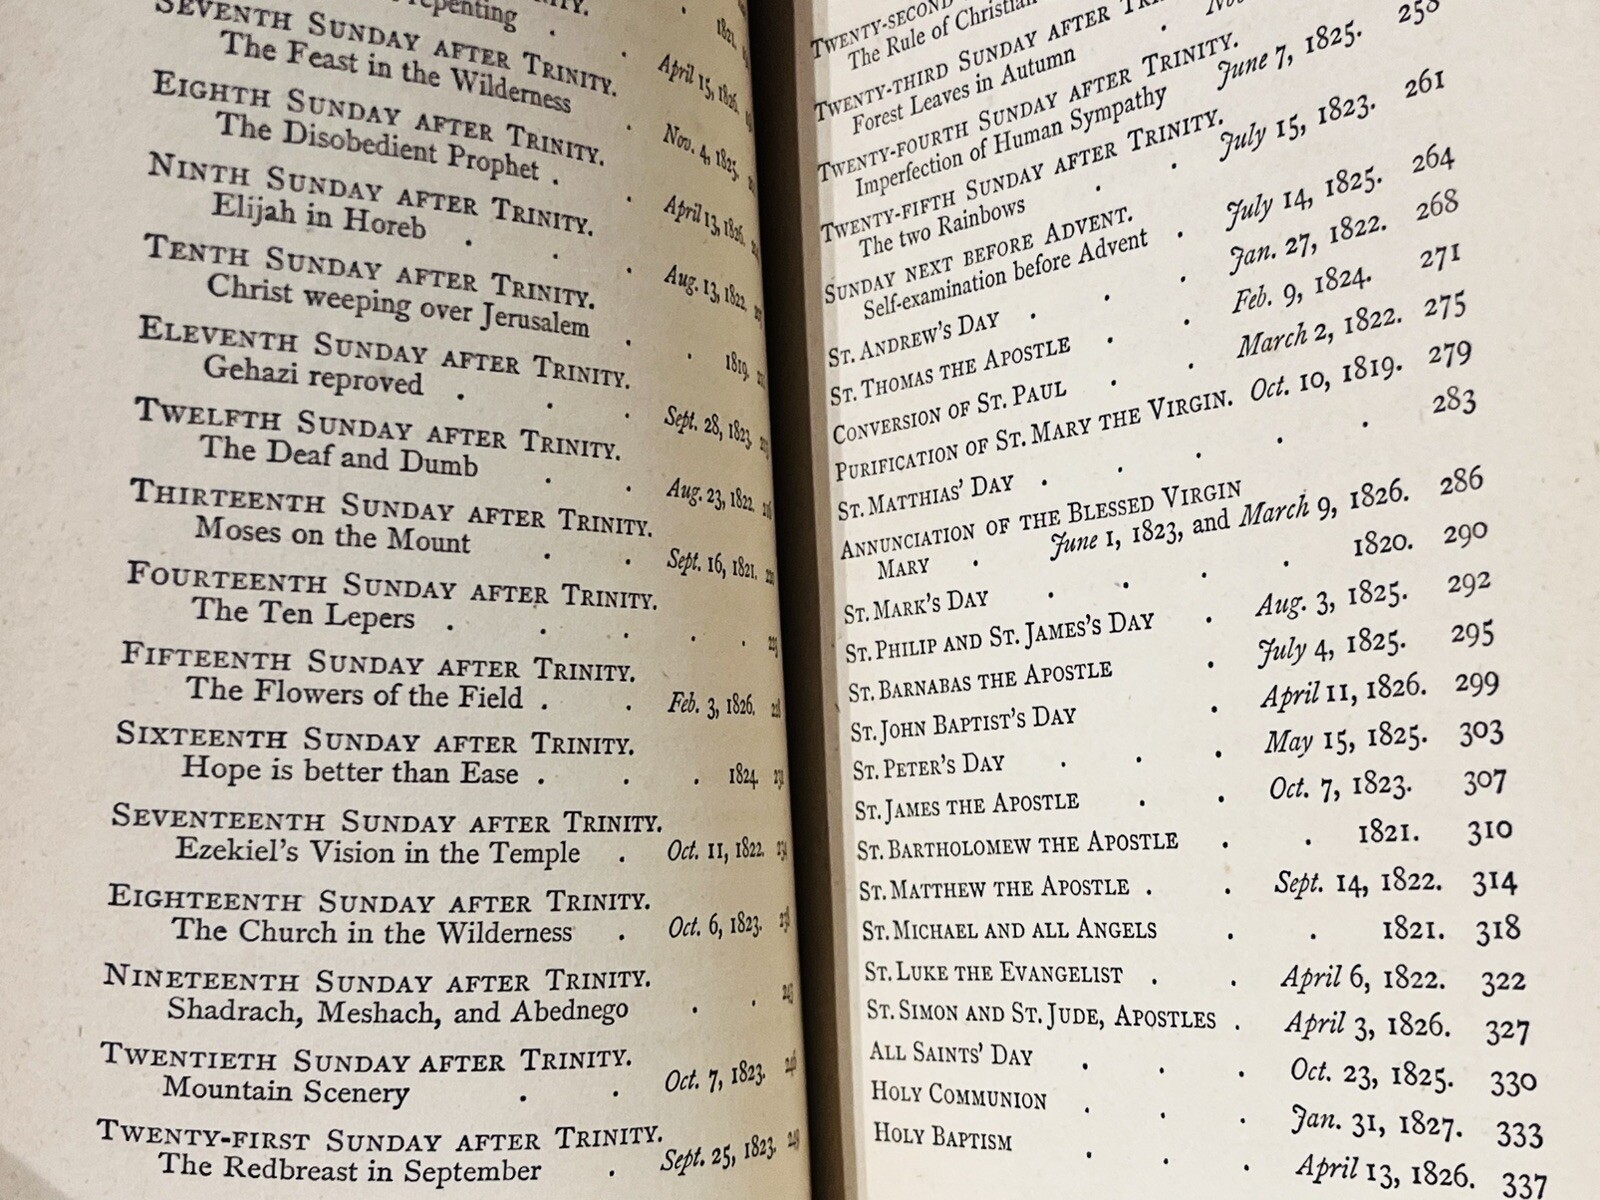 repenting . . April 15, 1826.
SEVENTH SUNDAY AFTER TRINITY.
The Feast in the Wilderness . Nov. 4, 1825.
EIGHTH SUNDAY AFTER TRINITY.
The Disobedient Prophet . . April 13, 1826.
NINTH SUNDAY AFTER TRINITY.
Elijah in Horeb . . . Aug. 13, 1822.
TENTH SUNDAY AFTER TRINITY.
Christ weeping over Jerusalem . . 1819.
ELEVENTH SUNDAY AFTER TRINITY.
Gehazi reproved . . . Sept. 28, 1823.
TWELFTH SUNDAY AFTER TRINITY.
The Deaf and Dumb . . Aug. 23, 1822.
THIRTEENTH SUNDAY AFTER TRINITY.
Moses on the Mount . . Sept. 16, 1821.
FOURTEENTH SUNDAY AFTER TRINITY.
The Ten Lepers . . . . . 223
FIFTEENTH SUNDAY AFTER TRINITY.
The Flowers of the Field . . Feb. 3, 1826. 228
SIXTEENTH SUNDAY AFTER TRINITY.
Hope is better than Ease . . . 1824. 231
SEVENTEENTH SUNDAY AFTER TRINITY.
Ezekiel's Vision in the Temple . Oct. 11, 1822. 234
EIGHTEENTH SUNDAY AFTER TRINITY.
The Church in the Wilderness . Oct. 6, 1823. 238
NINETEENTH SUNDAY AFTER TRINITY.
Shadrach, Meshach, and Abednego . . 243
TWENTIETH SUNDAY AFTER TRINITY.
Mountain Scenery . . Oct. 7, 1823. 246
TWENTY-FIRST SUNDAY AFTER TRINITY.
The Redbreast in September . Sept. 25, 1823. 249
TWENTY-SECOND
The Rule of Christian
TWENTY-THIRD SUNDAY AFTER
Forest Leaves in Autumn .
TWENTY-FOURTH SUNDAY AFTER TRINITY.
Imperfection of Human Sympathy June 7, 1825. 258
TWENTY-FIFTH SUNDAY AFTER TRINITY.
The two Rainbows . . July 15, 1823. 261
SUNDAY NEXT BEFORE ADVENT.
Self-examination before Advent . July 14, 1825. 264
ST. ANDREW'S DAY . . . Jan. 27, 1822. 268
ST. THOMAS THE APOSTLE . . Feb. 9, 1824. 271
CONVERSION OF ST. PAUL . . March 2, 1822. 275
PURIFICATION OF ST. MARY THE VIRGIN. Oct. 10, 1819. 279
ST. MATTHIAS' DAY . . . . . 283
ANNUNCIATION OF THE BLESSED VIRGIN
MARY . June 1, 1823, and March 9, 1826. 286
ST. MARK'S DAY . . . . 1820. 290
ST. PHILIP AND ST. JAMES'S DAY . Aug. 3, 1825. 292
ST. BARNABAS THE APOSTLE . July 4, 1825. 295
ST. JOHN BAPTIST'S DAY . April 11, 1826. 299
ST. PETER'S DAY . . . May 15, 1825. 303
ST. JAMES THE APOSTLE . . Oct. 7, 1823. 307
ST. BARTHOLOMEW THE APOSTLE . . 1821. 310
ST. MATTHEW THE APOSTLE . . Sept. 14, 1822. 314
ST. MICHAEL AND ALL ANGELS . . 1821. 318
ST. LUKE THE EVANGELIST . . April 6, 1822. 322
ST. SIMON AND ST. JUDE, APOSTLES . April 3, 1826. 327
ALL SAINTS' DAY . . . Oct. 23, 1825. 330
HOLY COMMUNION . . . Jan. 31, 1827. 333
HOLY BAPTISM . . . April 13, 1826. 337